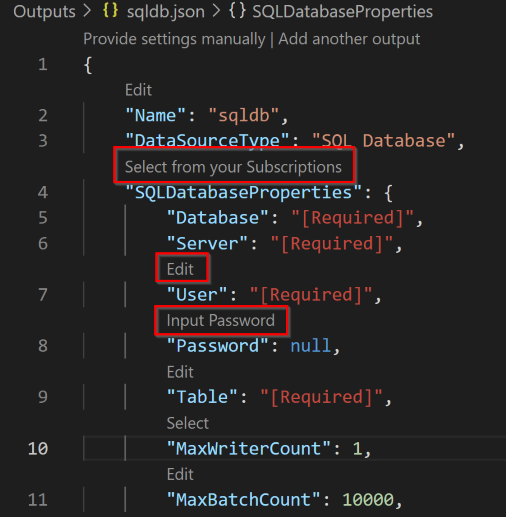 Outputs > {} sqldb.json > {} SQLDatabaseProperties
Provide settings manually | Add another output
1 {
Edit
2 "Name": "sqldb",
3 "DataSourceType": "SQL Database",
Select from your Subscriptions
4 "SQLDatabaseProperties": {
5 "Database": "[Required]",
6 "Server": "[Required]",
Edit
7 "User": "[Required]",
Input Password
8 "Password": null,
Edit
9 "Table": "[Required]",
Select
10 "MaxWriterCount": 1,
Edit
11 "MaxBatchCount": 10000,